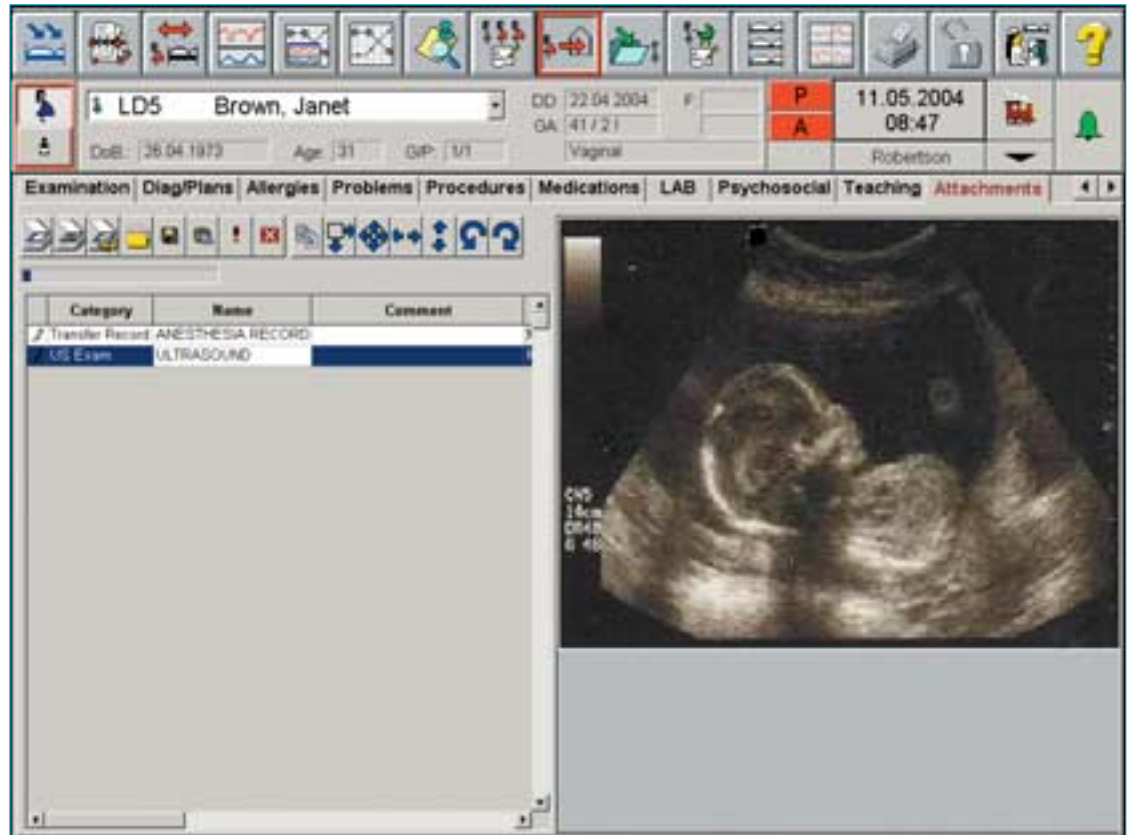 LD5 Brown, Janet
DD 22.04.2004 F
P
11.05.2004
GA 41 / 2 |
A
08:47
DoB.: 26.04.1973 Age: 31 G/P: 1/1
Vaginal
Robertson
Examination Diag/Plans Allergies Problems Procedures Medications LAB Psychosocial Teaching Attachments
Category Name Comment
Transfer Record ANESTHESIA RECORD
US Exam ULTRASOUND
14cm